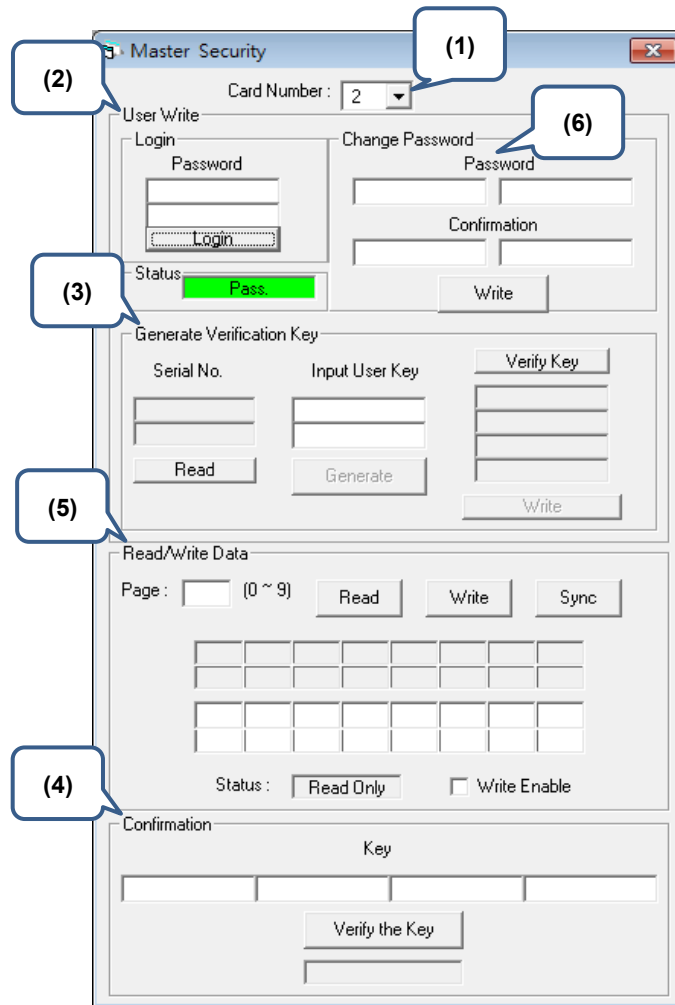 (1)
Master Security
(2)
Card Number : 2
User Write
(6)
Login
Change Password
Password
Password
Confirmation
Login
(3)
Status
Pass.
Write
Generate Verification Key
Serial No.
Input User Key
Verify Key
Read
Generate
(5)
Write
Read/Write Data
Page : (0 ~ 9) Read Write Sync
(4)
Status : Read Only Write Enable
Confirmation
Key
Verify the Key